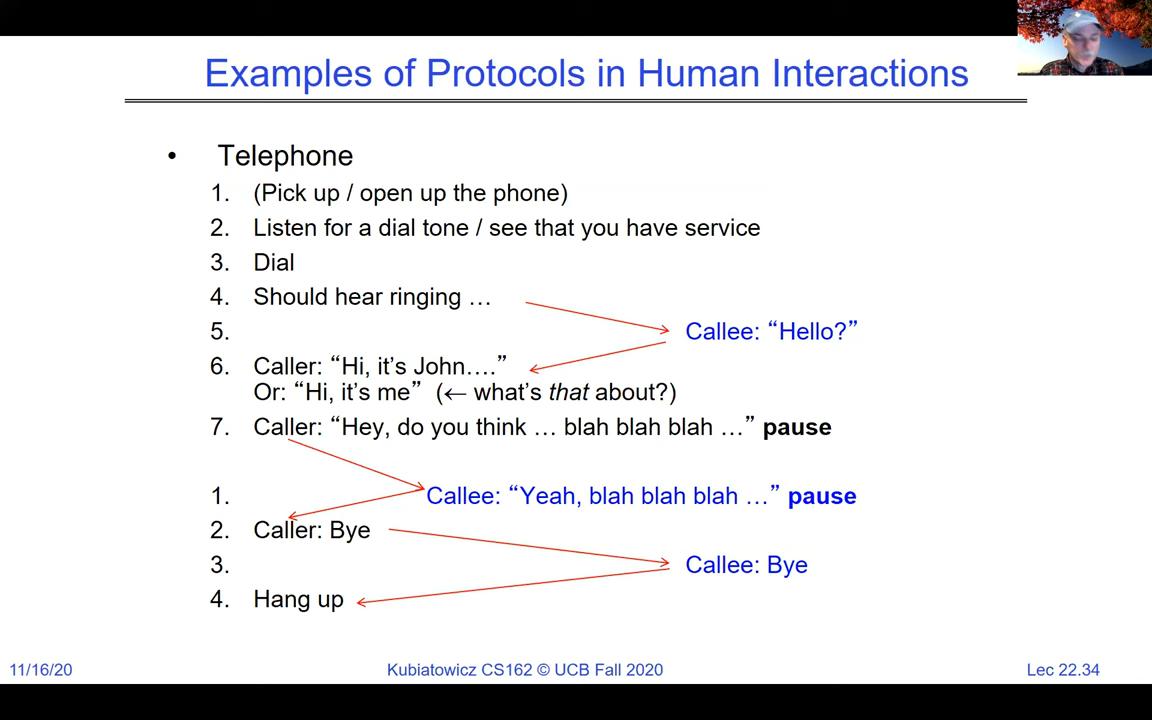 Examples of Protocols in Human Interactions
• Telephone
1. (Pick up / open up the phone)
2. Listen for a dial tone / see that you have service
3. Dial
4. Should hear ringing …
5. Callee: “Hello?”
6. Caller: “Hi, it’s John….”
Or: “Hi, it’s me” (← what’s that about?)
7. Caller: “Hey, do you think … blah blah blah …” pause
1. Callee: “Yeah, blah blah blah …” pause
2. Caller: Bye
3. Callee: Bye
4. Hang up
11/16/20 Kubiatowicz CS162 © UCB Fall 2020 Lec 22.34